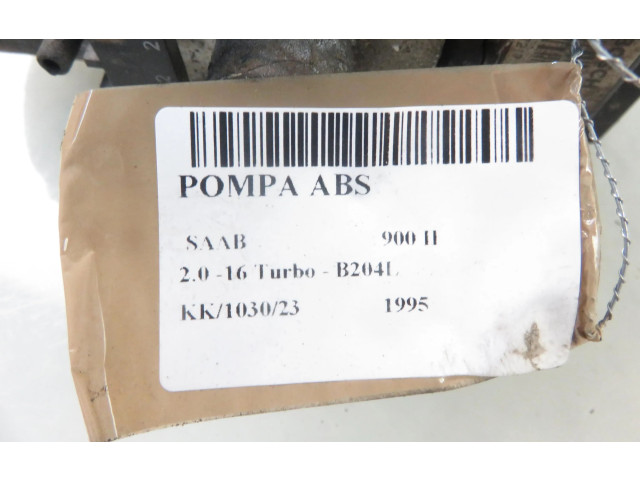 POMPA ABS
SAAB 900 II
2.0 -16 Turbo - B204L
KK/1030/23 1995